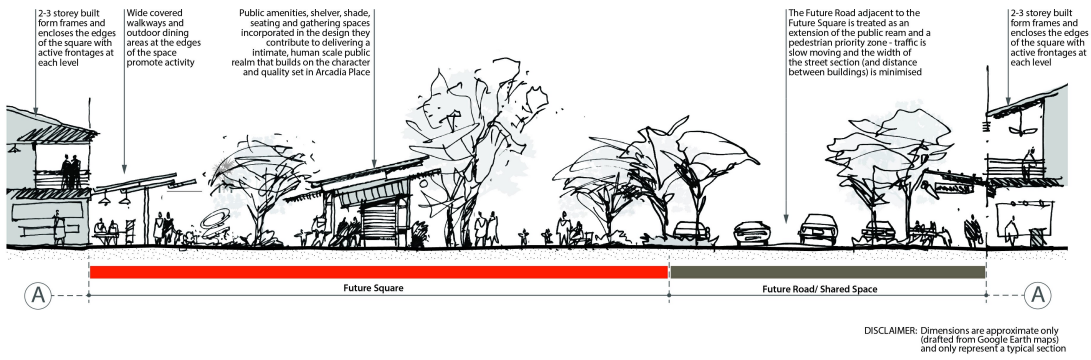 2-3 storey built
form frames and
encloses the edges
of the square with
active frontages at
each level
Wide covered
walkways and
outdoor dining
areas at the edges
of the space
promote activity
Public amenities, shelver, shade,
seating and gathering spaces
incorporated in the design they
contribute to delivering a
intimate, human scale public
realm that builds on the character
and quality set in Arcadia Place
The Future Road adjacent to the
Future Square is treated as an
extension of the public ream and a
pedestrian priority zone - traffic is
slow moving and the width of
the street section (and distance
between buildings) is minimised
2-3 storey built
form frames and
encloses the edges
of the square with
active frontages at
each level
A
Future Square
Future Road/ Shared Space
A
DISCLAIMER: Dimensions are approximate only
(drafted from Google Earth maps)
and only represent a typical section